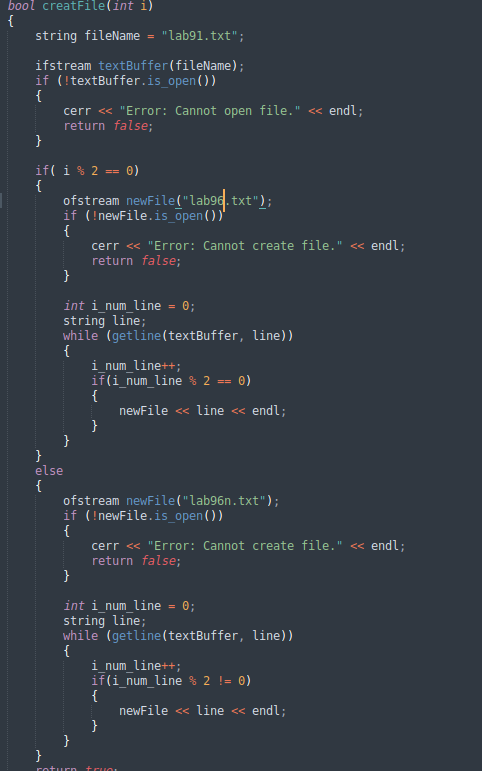 bool creatFile(int i)
{
    string fileName = "lab91.txt";

    ifstream textBuffer(fileName);
    if (!textBuffer.is_open())
    {
        cerr << "Error: Cannot open file." << endl;
        return false;
    }

    if( i % 2 == 0)
    {
        ofstream newFile("lab96.txt");
        if (!newFile.is_open())
        {
            cerr << "Error: Cannot create file." << endl;
            return false;
        }

        int i_num_line = 0;
        string line;
        while (getline(textBuffer, line))
        {
            i_num_line++;
            if(i_num_line % 2 == 0)
            {
                newFile << line << endl;
            }
        }
    }
    else
    {
        ofstream newFile("lab96n.txt");
        if (!newFile.is_open())
        {
            cerr << "Error: Cannot create file." << endl;
            return false;
        }

        int i_num_line = 0;
        string line;
        while (getline(textBuffer, line))
        {
            i_num_line++;
            if(i_num_line % 2 != 0)
            {
                newFile << line << endl;
            }
        }
    }
    return true;